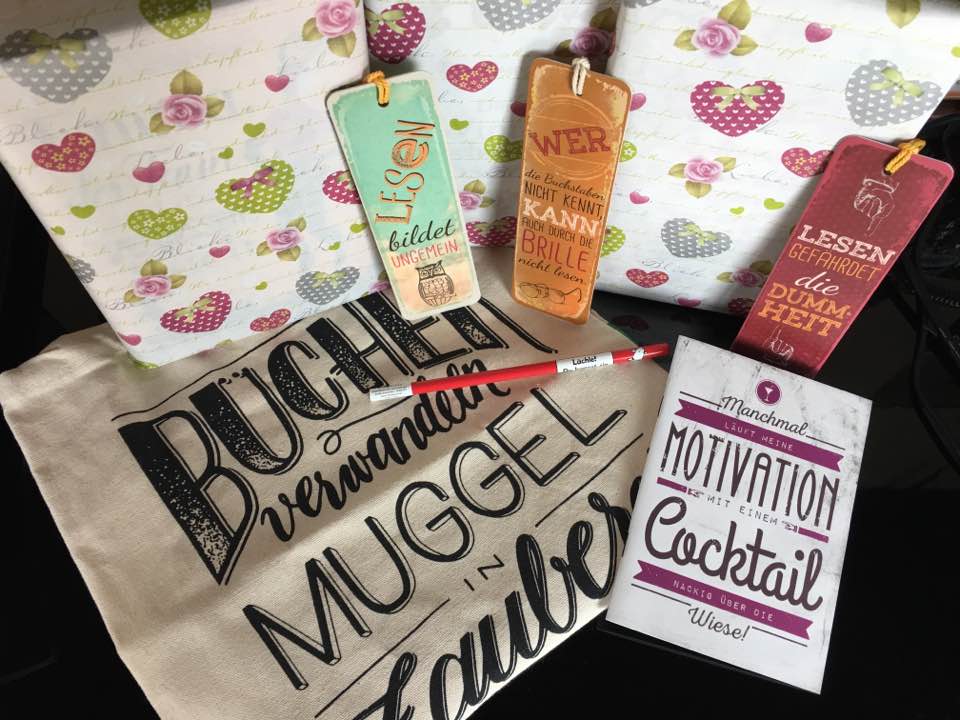 LESEN
bildet
UNGEMEIN
WER
die Buchstaben
NICHT KENNT,
KANN
AUCH DURCH DIE
BRILLE
nicht lesen.
LESEN
GEFÄHRDET
die
DUMM-
HEIT
Lächle!
BÜCHER
verwandeln
MUGGEL
IN
Zauber
Manchmal
LÄUFT MEINE
MOTIVATION
MIT EINEM
Cocktail
NACKIG ÜBER DIE
Wiese!